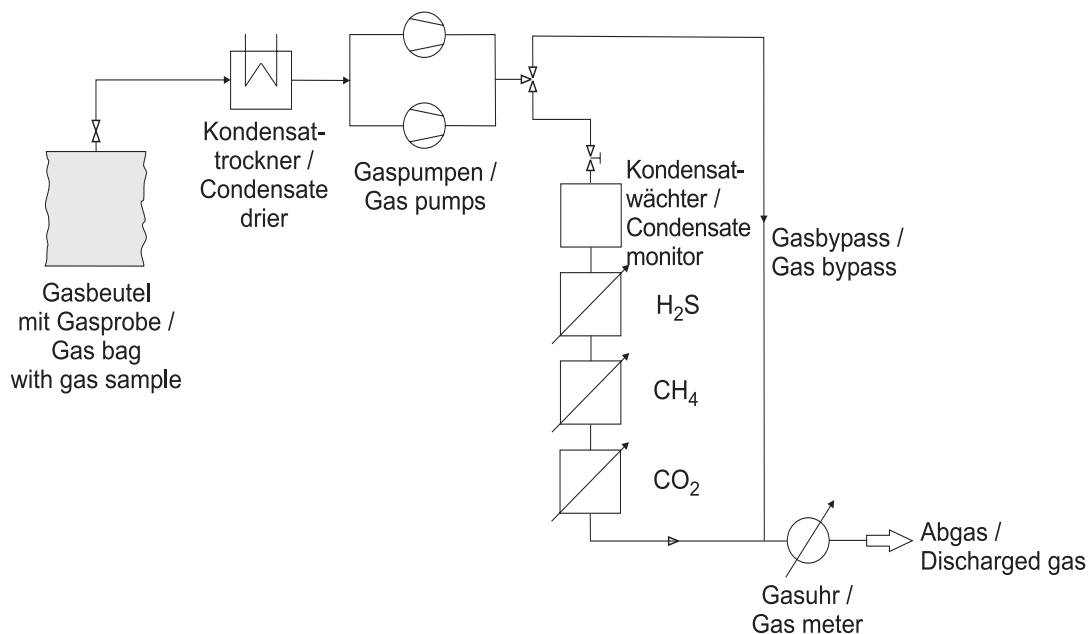 Kondensat-
trockner /
Condensate
drier
Gaspumpen /
Gas pumps
Kondensat-
wächter /
Condensate
monitor
Gasbypass /
Gas bypass
Gasbeutel
mit Gasprobe /
Gas bag
with gas sample
H₂S
CH₄
CO₂
Abgas /
Discharged gas
Gasuhr /
Gas meter